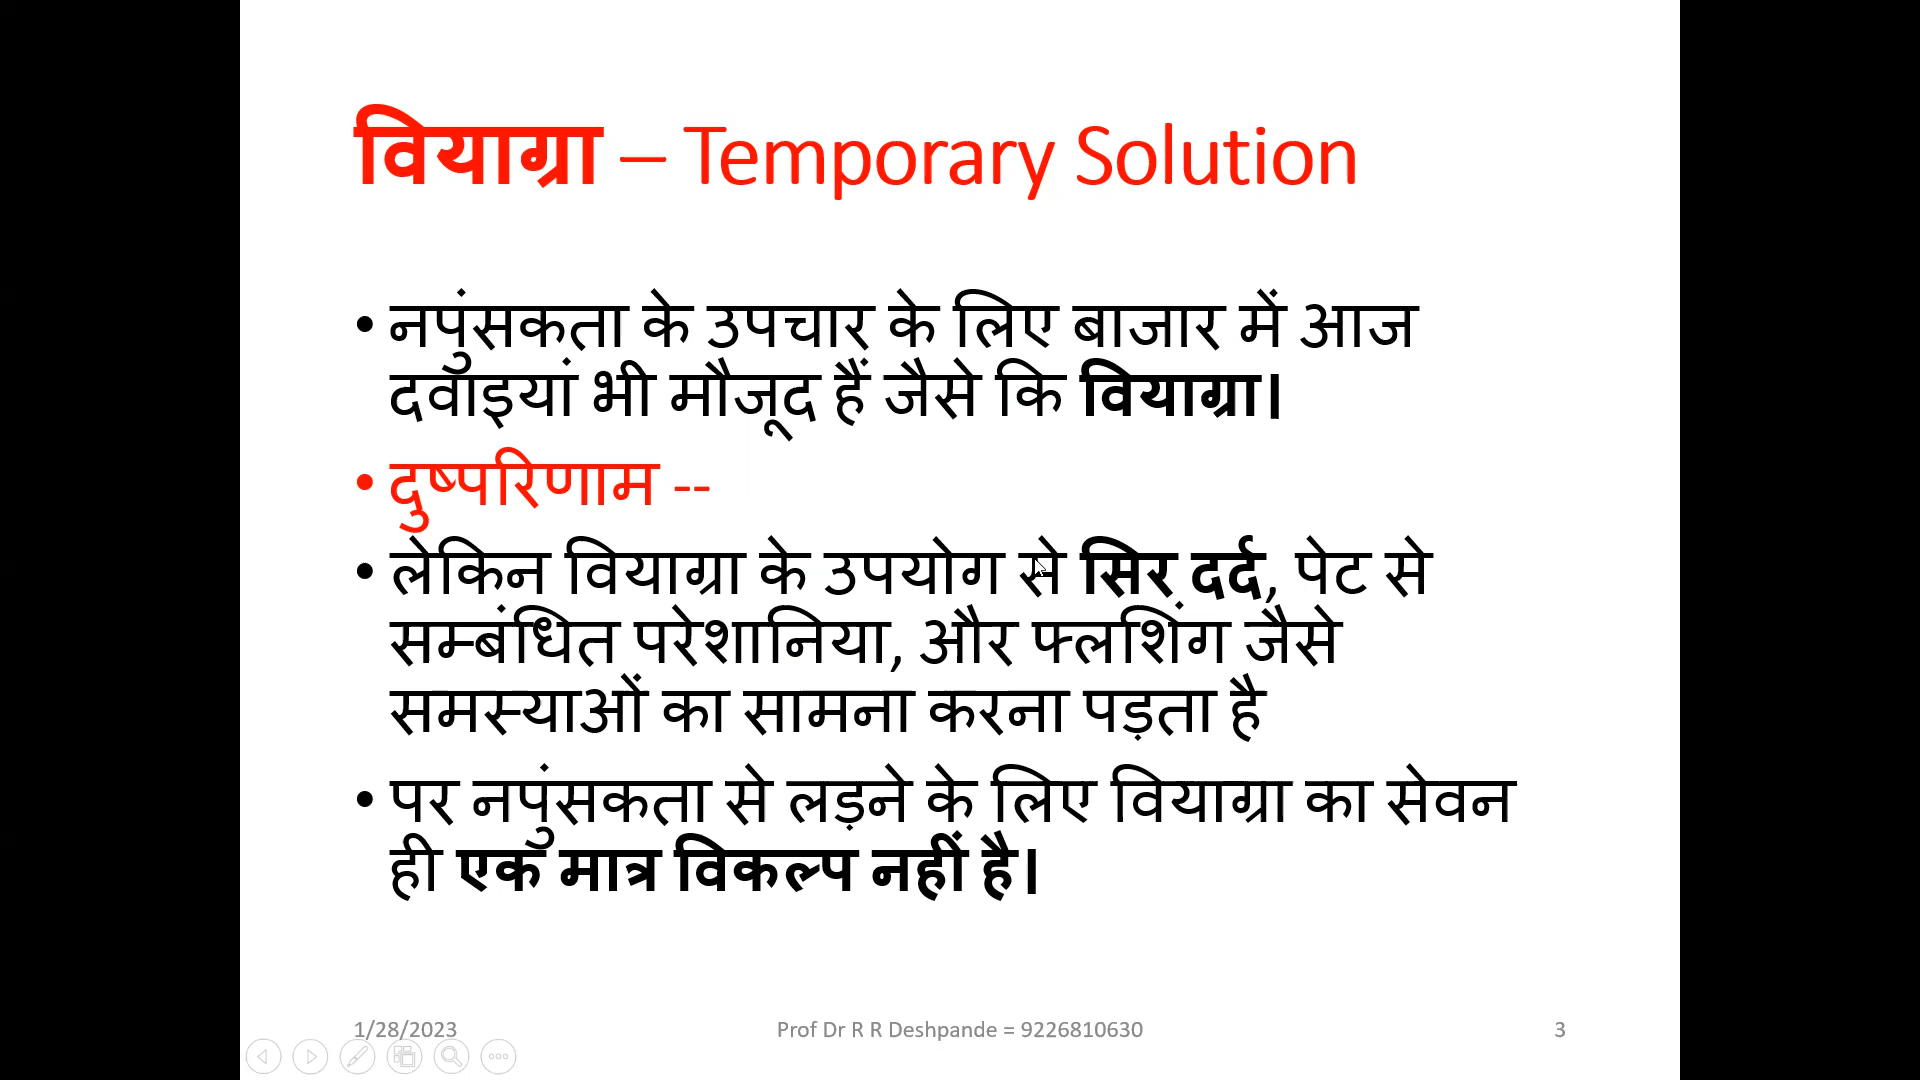 वियाग्रा – Temporary Solution
• नपुंसकता के उपचार के लिए बाजार में आज
दवाइयां भी मौजूद हैं जैसे कि वियाग्रा।
• दुष्परिणाम --
• लेकिन वियाग्रा के उपयोग से सिर दर्द, पेट से
सम्बंधित परेशानिया, और फ्लशिंग जैसे
समस्याओं का सामना करना पड़ता है
• पर नपुंसकता से लड़ने के लिए वियाग्रा का सेवन
ही एक मात्र विकल्प नहीं है।
1/28/2023
Prof Dr R R Deshpande = 9226810630
3